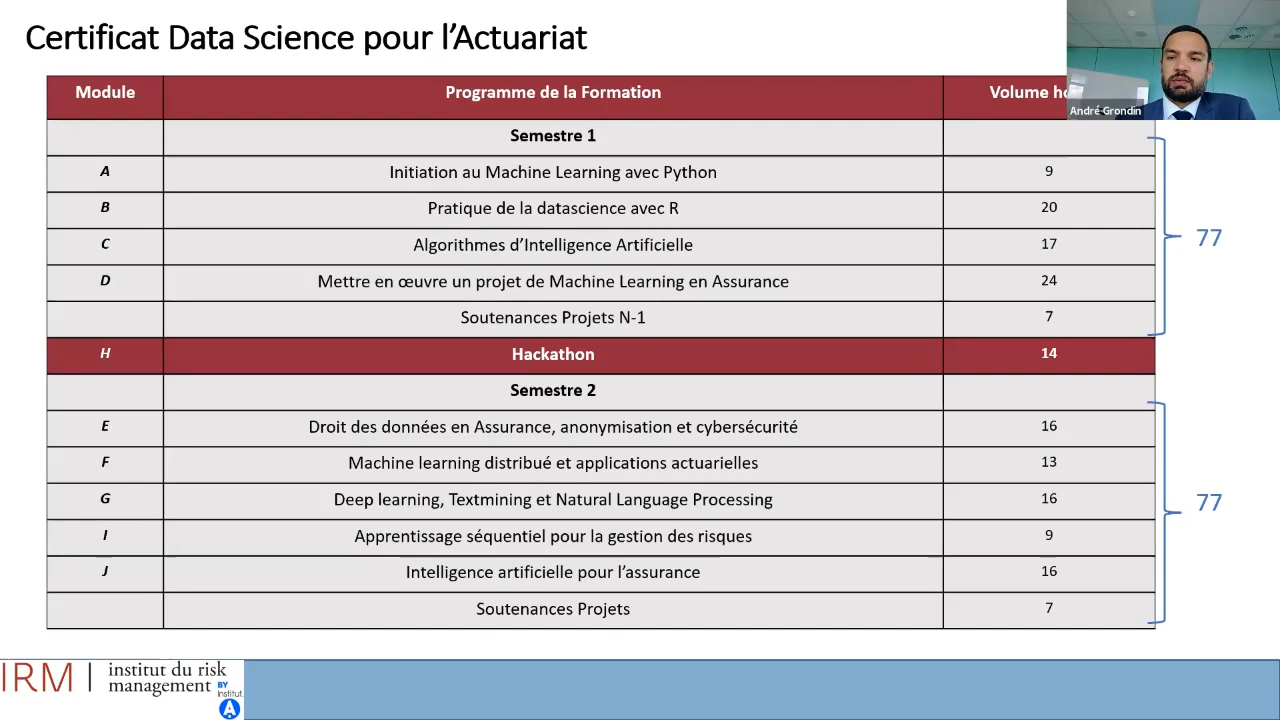 Certificat Data Science pour l'Actuariat
André Grondin
Module Programme de la Formation Volume
Semestre 1
A Initiation au Machine Learning avec Python 9
B Pratique de la datascience avec R 20
C Algorithmes d'Intelligence Artificielle 17
D Mettre en œuvre un projet de Machine Learning en Assurance 24
Soutenances Projets N-1 7
77
H Hackathon 14
Semestre 2
E Droit des données en Assurance, anonymisation et cybersécurité 16
F Machine learning distribué et applications actuarielles 13
G Deep learning, Textmining et Natural Language Processing 16
I Apprentissage séquentiel pour la gestion des risques 9
J Intelligence artificielle pour l'assurance 16
Soutenances Projets 7
77
IRM | institut du risk
management BY
Institut.
A